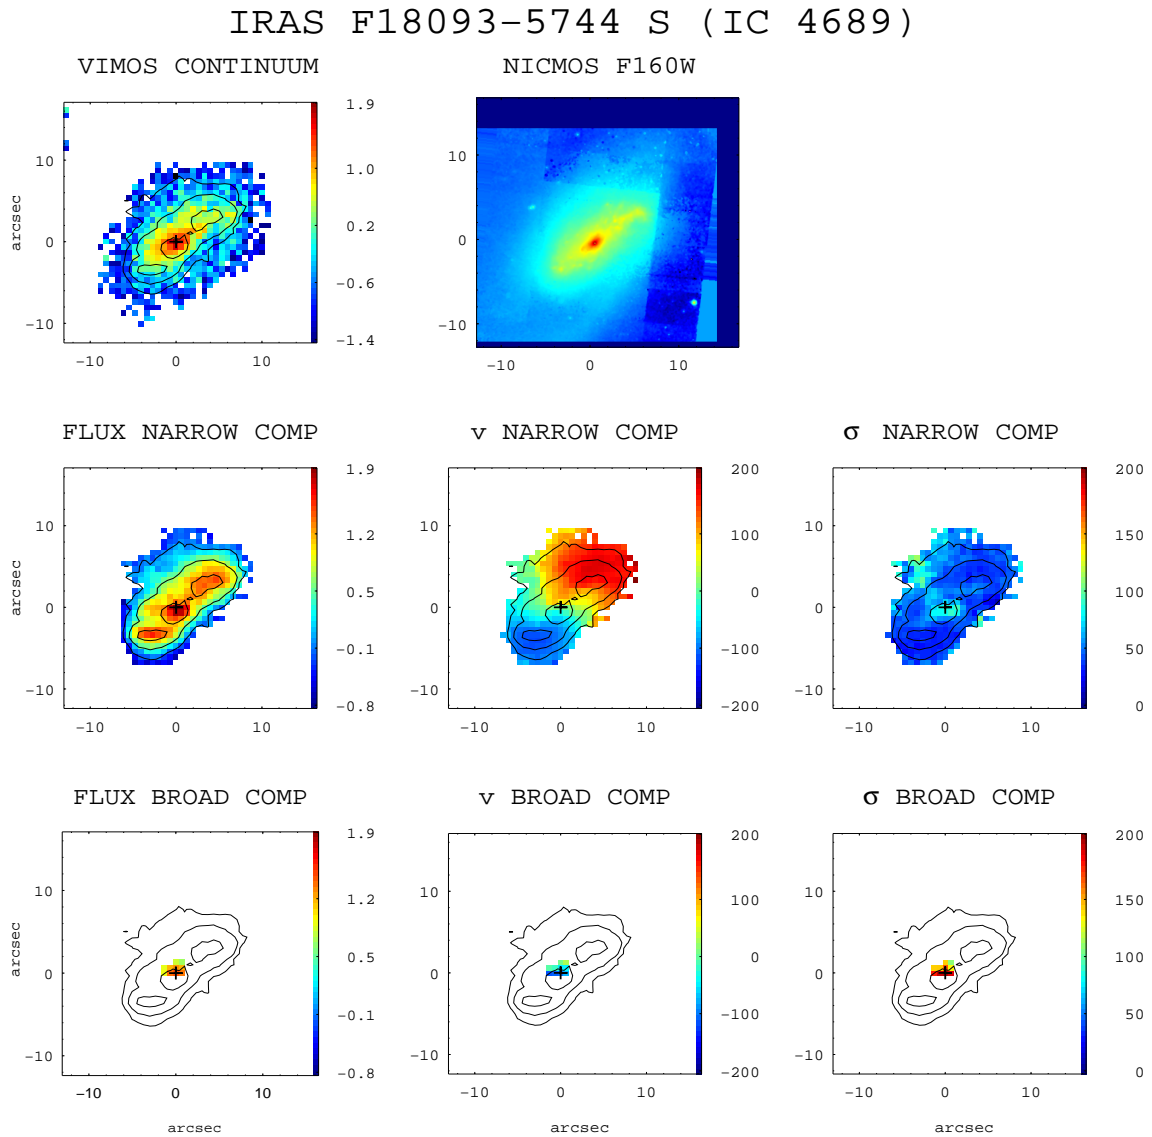 IRAS F18093−5744 S (IC 4689)
VIMOS CONTINUUM
NICMOS F160W
arcsec
10
0
−10
−10 0 10
1.9
1.0
0.2
−0.6
−1.4
10
0
−10
−10 0 10
FLUX NARROW COMP
v NARROW COMP
σ NARROW COMP
arcsec
10
0
−10
−10 0 10
1.9
1.2
0.5
−0.1
−0.8
10
0
−10
−10 0 10
200
100
0
−100
−200
10
0
−10
−10 0 10
200
150
100
50
0
FLUX BROAD COMP
v BROAD COMP
σ BROAD COMP
arcsec
10
0
−10
−10 0 10
arcsec
1.9
1.2
0.5
−0.1
−0.8
10
0
−10
−10 0 10
arcsec
200
100
0
−100
−200
10
0
−10
−10 0 10
arcsec
200
150
100
50
0